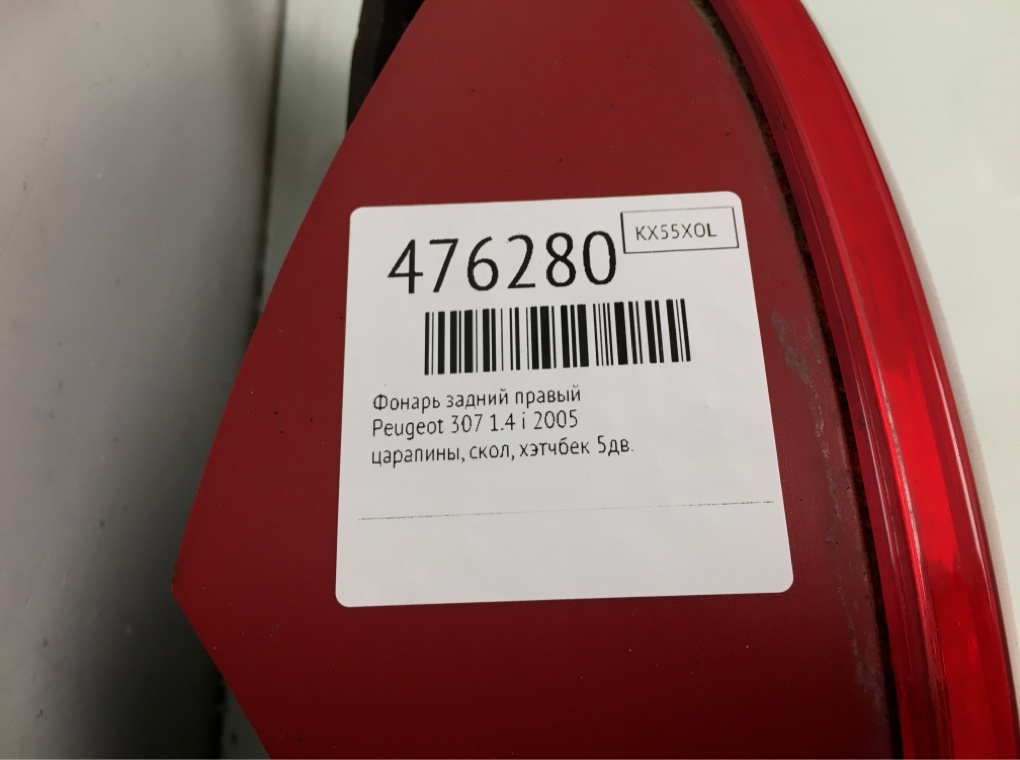 476280
KX55XOL
Фонарь задний правый
Peugeot 307 1.4 i 2005
царапины, скол, хэтчбек 5дв.